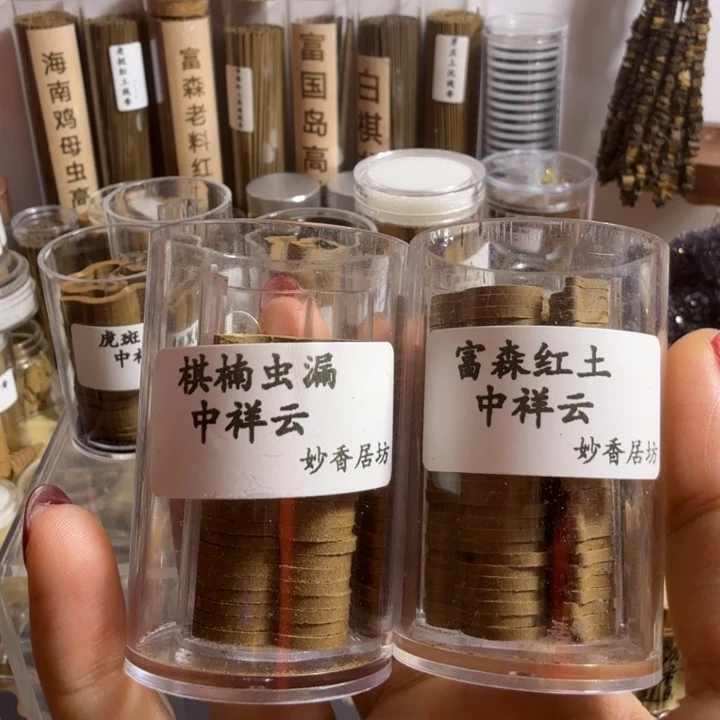 海南鸡母虫高
富森老料红
富国岛高
白棋
虎斑
中祥
棋楠虫漏
中祥云
妙香居坊
富森红土
中祥云
妙香居坊